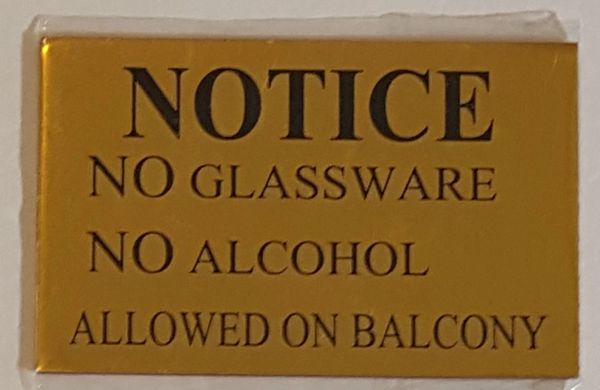 NOTICE
NO GLASSWARE
NO ALCOHOL
ALLOWED ON BALCONY